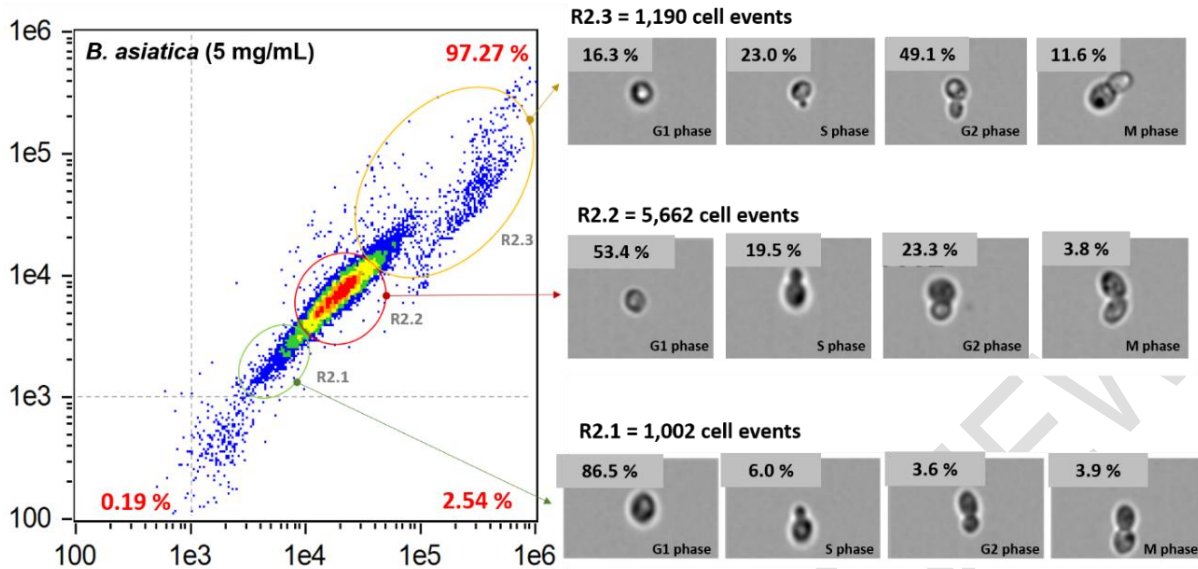 B. asiatica (5 mg/mL)
97.27 %
1e6
1e5
1e4
1e3
100
R2.3
R2.2
R2.1
0.19 %
2.54 %
100
1e3
1e4
1e5
1e6
R2.3 = 1,190 cell events
16.3 %
23.0 %
49.1 %
11.6 %
G1 phase
S phase
G2 phase
M phase
R2.2 = 5,662 cell events
53.4 %
19.5 %
23.3 %
3.8 %
G1 phase
S phase
G2 phase
M phase
R2.1 = 1,002 cell events
86.5 %
6.0 %
3.6 %
3.9 %
G1 phase
S phase
G2 phase
M phase